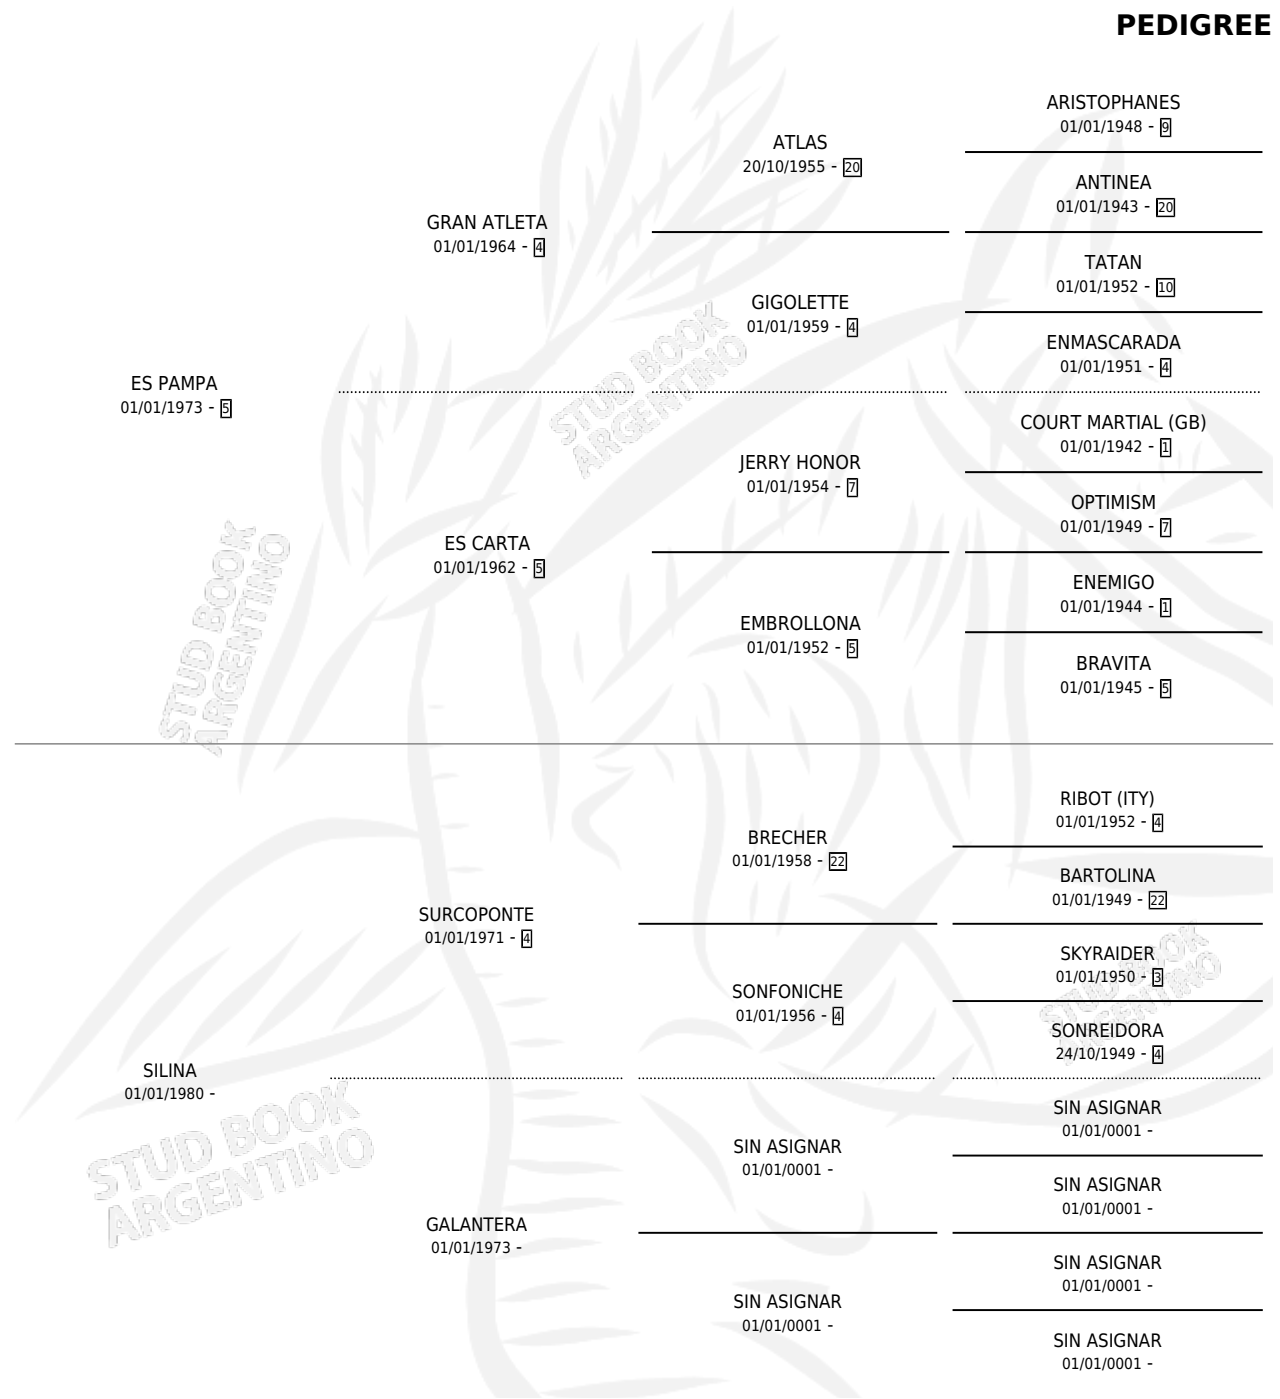 PEDIGREE
ARISTOPHANES
01/01/1948 - 9
ATLAS
20/10/1955 - 20
ANTINEA
01/01/1943 - 20
GRAN ATLETA
01/01/1964 - 4
TATAN
01/01/1952 - 10
GIGOLETTE
01/01/1959 - 4
ENMASCARADA
01/01/1951 - 4
ES PAMPA
01/01/1973 - 5
COURT MARTIAL (GB)
01/01/1942 - 1
JERRY HONOR
01/01/1954 - 7
OPTIMISM
01/01/1949 - 7
ES CARTA
01/01/1962 - 5
ENEMIGO
01/01/1944 - 1
EMBROLLONA
01/01/1952 - 5
BRAVITA
01/01/1945 - 5
RIBOT (ITY)
01/01/1952 - 4
BRECHER
01/01/1958 - 22
BARTOLINA
01/01/1949 - 22
SURCOPONTE
01/01/1971 - 4
SKYRAIDER
01/01/1950 - 3
SONFONICHE
01/01/1956 - 4
SONREIDORA
24/10/1949 - 4
SILINA
01/01/1980 -
SIN ASIGNAR
01/01/0001 -
SIN ASIGNAR
01/01/0001 -
SIN ASIGNAR
01/01/0001 -
GALANTERA
01/01/1973 -
SIN ASIGNAR
01/01/0001 -
SIN ASIGNAR
01/01/0001 -
SIN ASIGNAR
01/01/0001 -
STUD BOOK
ARGENTINO
STUD BOOK
ARGENTINO
STUD BOOK
ARGENTINO
STUD BOOK
ARGENTINO